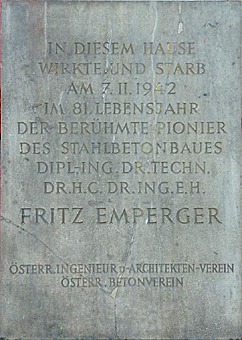 IN DIESEM HAUSE
WIRKTE UND STARB
AM 7. II. 1942
IM 81. LEBENSJAHR
DER BERÜHMTE PIONIER
DES STAHLBETONBAUES
DIPL.-ING. DR. TECHN.
DR. H.C. DR. ING. E.H.
FRITZ EMPERGER
ÖSTERR. INGENIEUR U-ARCHITEKTEN-VEREIN
ÖSTERR. BETONVEREIN